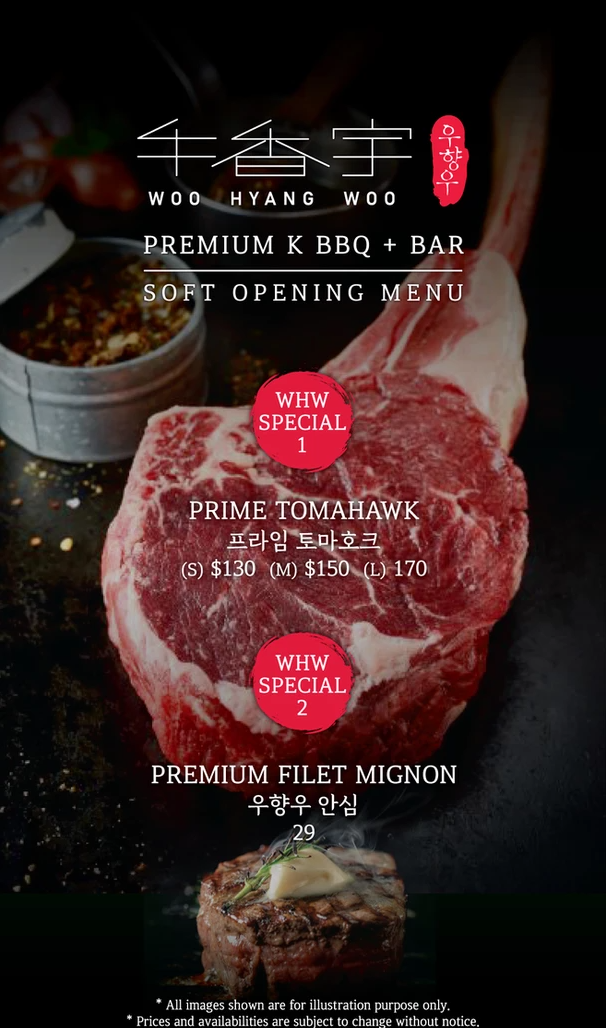 牛香宇
우향우
WOO HYANG WOO
PREMIUM K BBQ + BAR
SOFT OPENING MENU
WHW
SPECIAL
1
PRIME TOMAHAWK
프라임 토마호크
(S) $130 (M) $150 (L) 170
WHW
SPECIAL
2
PREMIUM FILET MIGNON
우향우 안심
29
* All images shown are for illustration purpose only.
* Prices and availabilities are subject to change without notice.